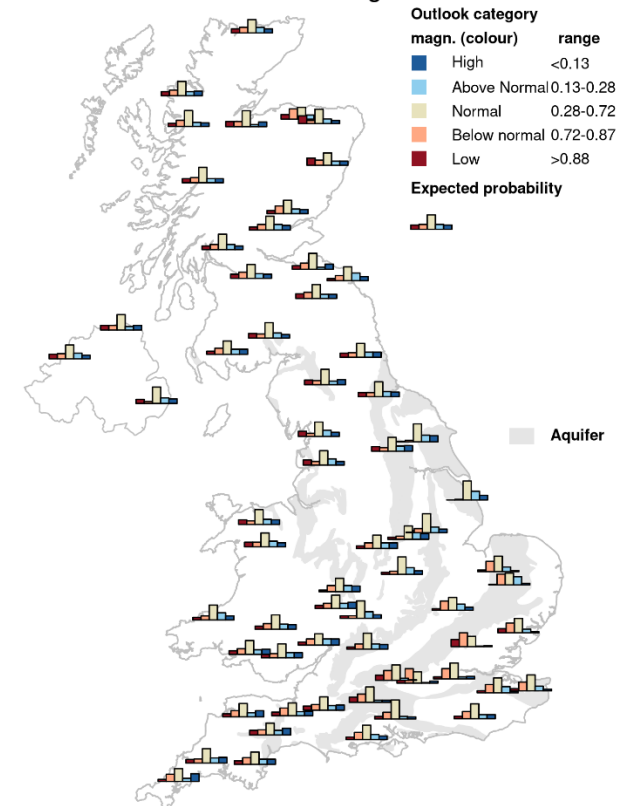 Outlook category
magn. (colour) range
High <0.13
Above Normal 0.13-0.28
Normal 0.28-0.72
Below normal 0.72-0.87
Low >0.88
Expected probability
Aquifer